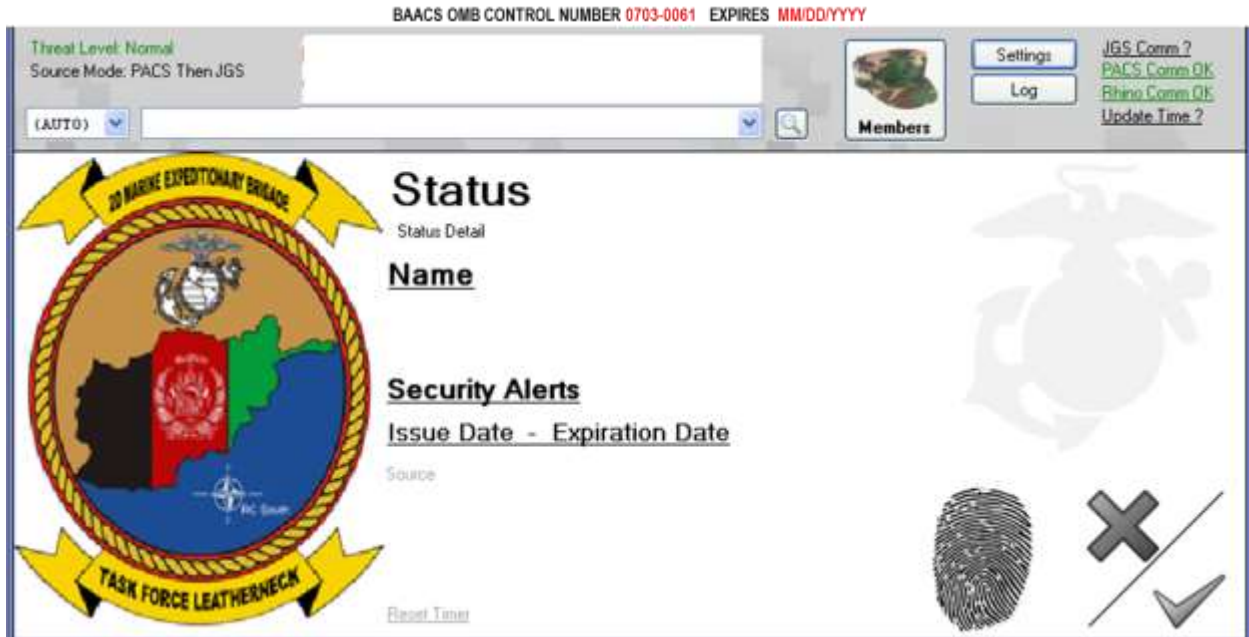 BAACS OMB CONTROL NUMBER 0703-0061 EXPIRES MM/DD/YYYY
Threat Level: Normal
Source Mode: PACS Then JGS
(AUTO)
Members
Settings
Log
JGS Comm ?
PACS Comm OK
Rhino Comm OK
Update Time ?
2D MARINE EXPEDITIONARY BRIGADE
RC South
TASK FORCE LEATHERNECK
Status
Status Detail
Name
Security Alerts
Issue Date - Expiration Date
Source
Reset Timer